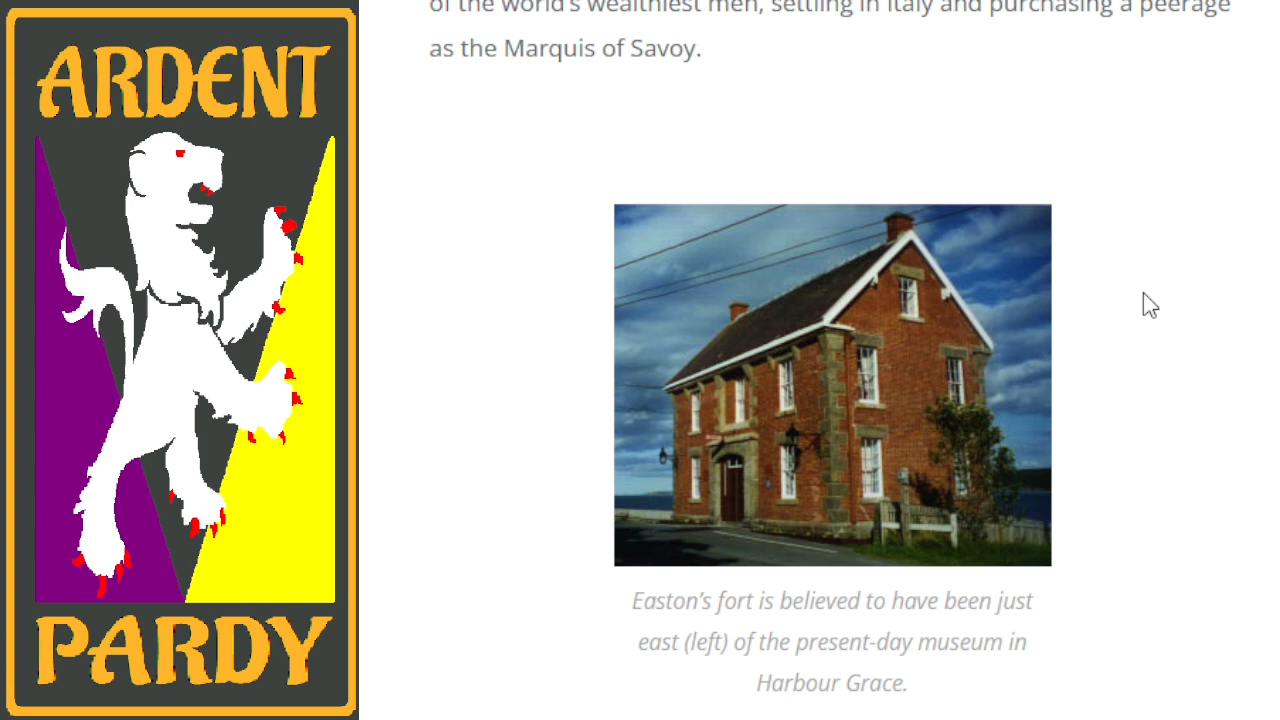 ARDENT
PARDY
of the world's wealthiest men, settling in Italy and purchasing a peerage
as the Marquis of Savoy.
Easton's fort is believed to have been just
east (left) of the present-day museum in
Harbour Grace.